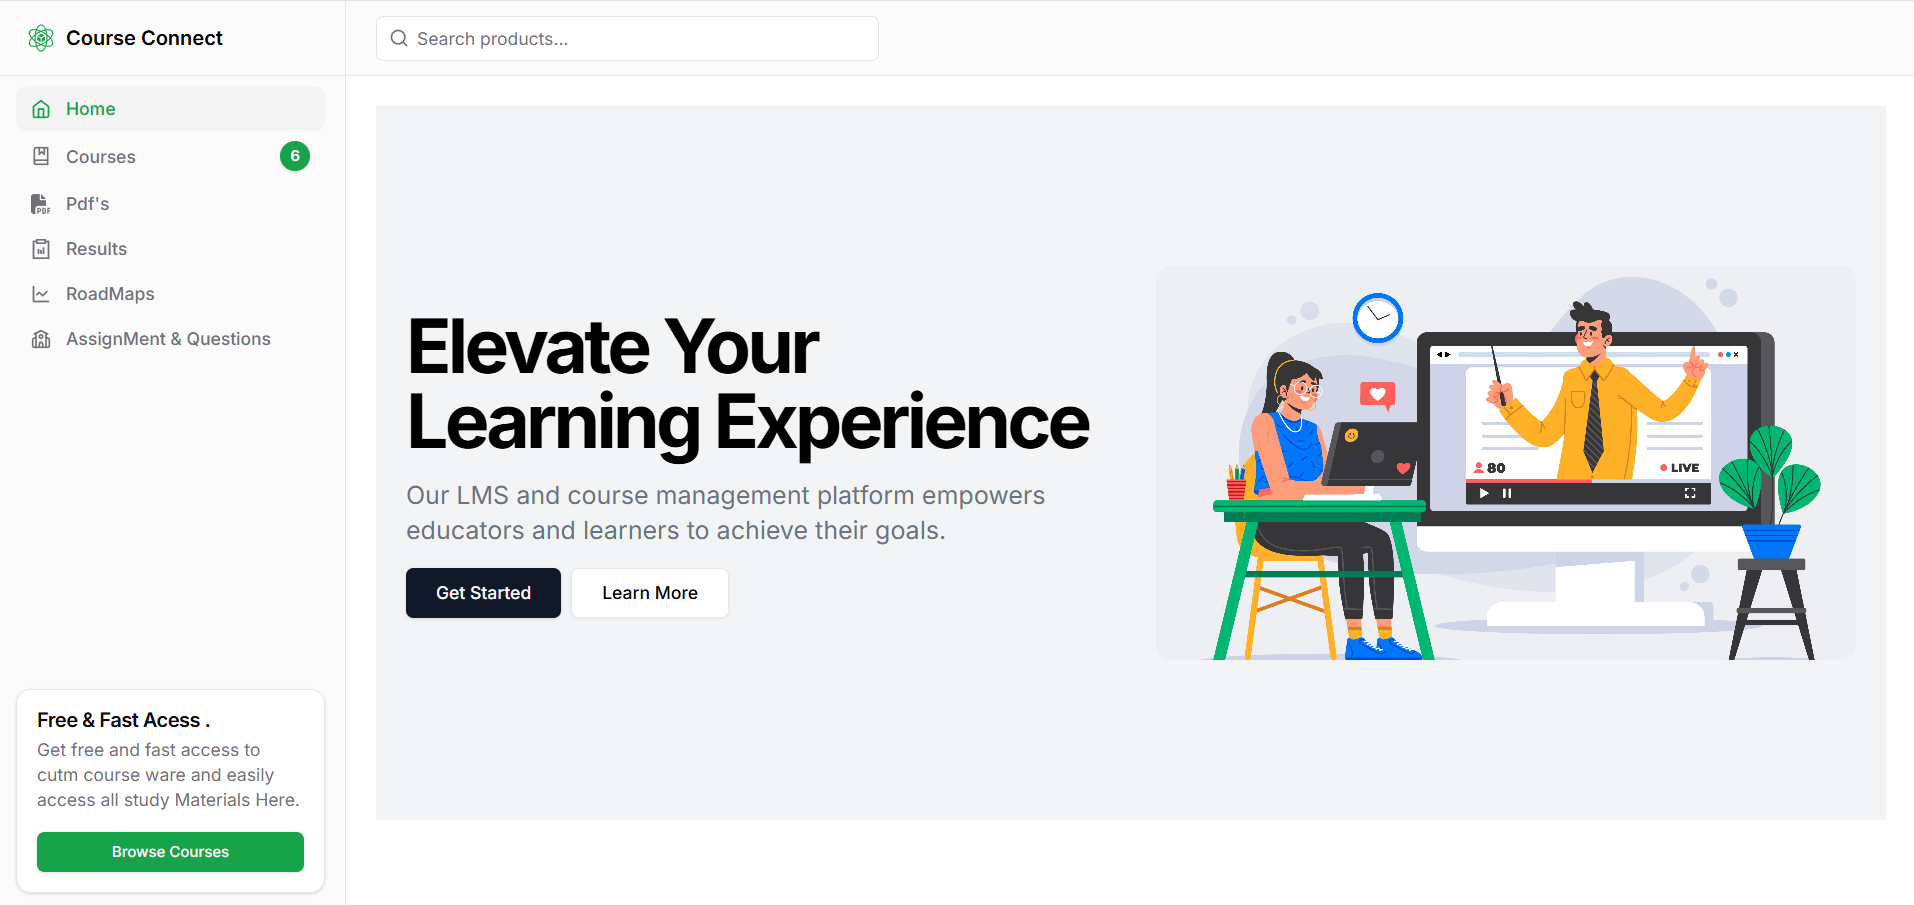 Course Connect
Search products...
Home
Courses
6
Pdf's
Results
RoadMaps
AssignMent & Questions
Elevate Your
Learning Experience
Our LMS and course management platform empowers
educators and learners to achieve their goals.
Get Started
Learn More
80
LIVE
Free & Fast Acess .
Get free and fast access to
cutm course ware and easily
access all study Materials Here.
Browse Courses
PDF